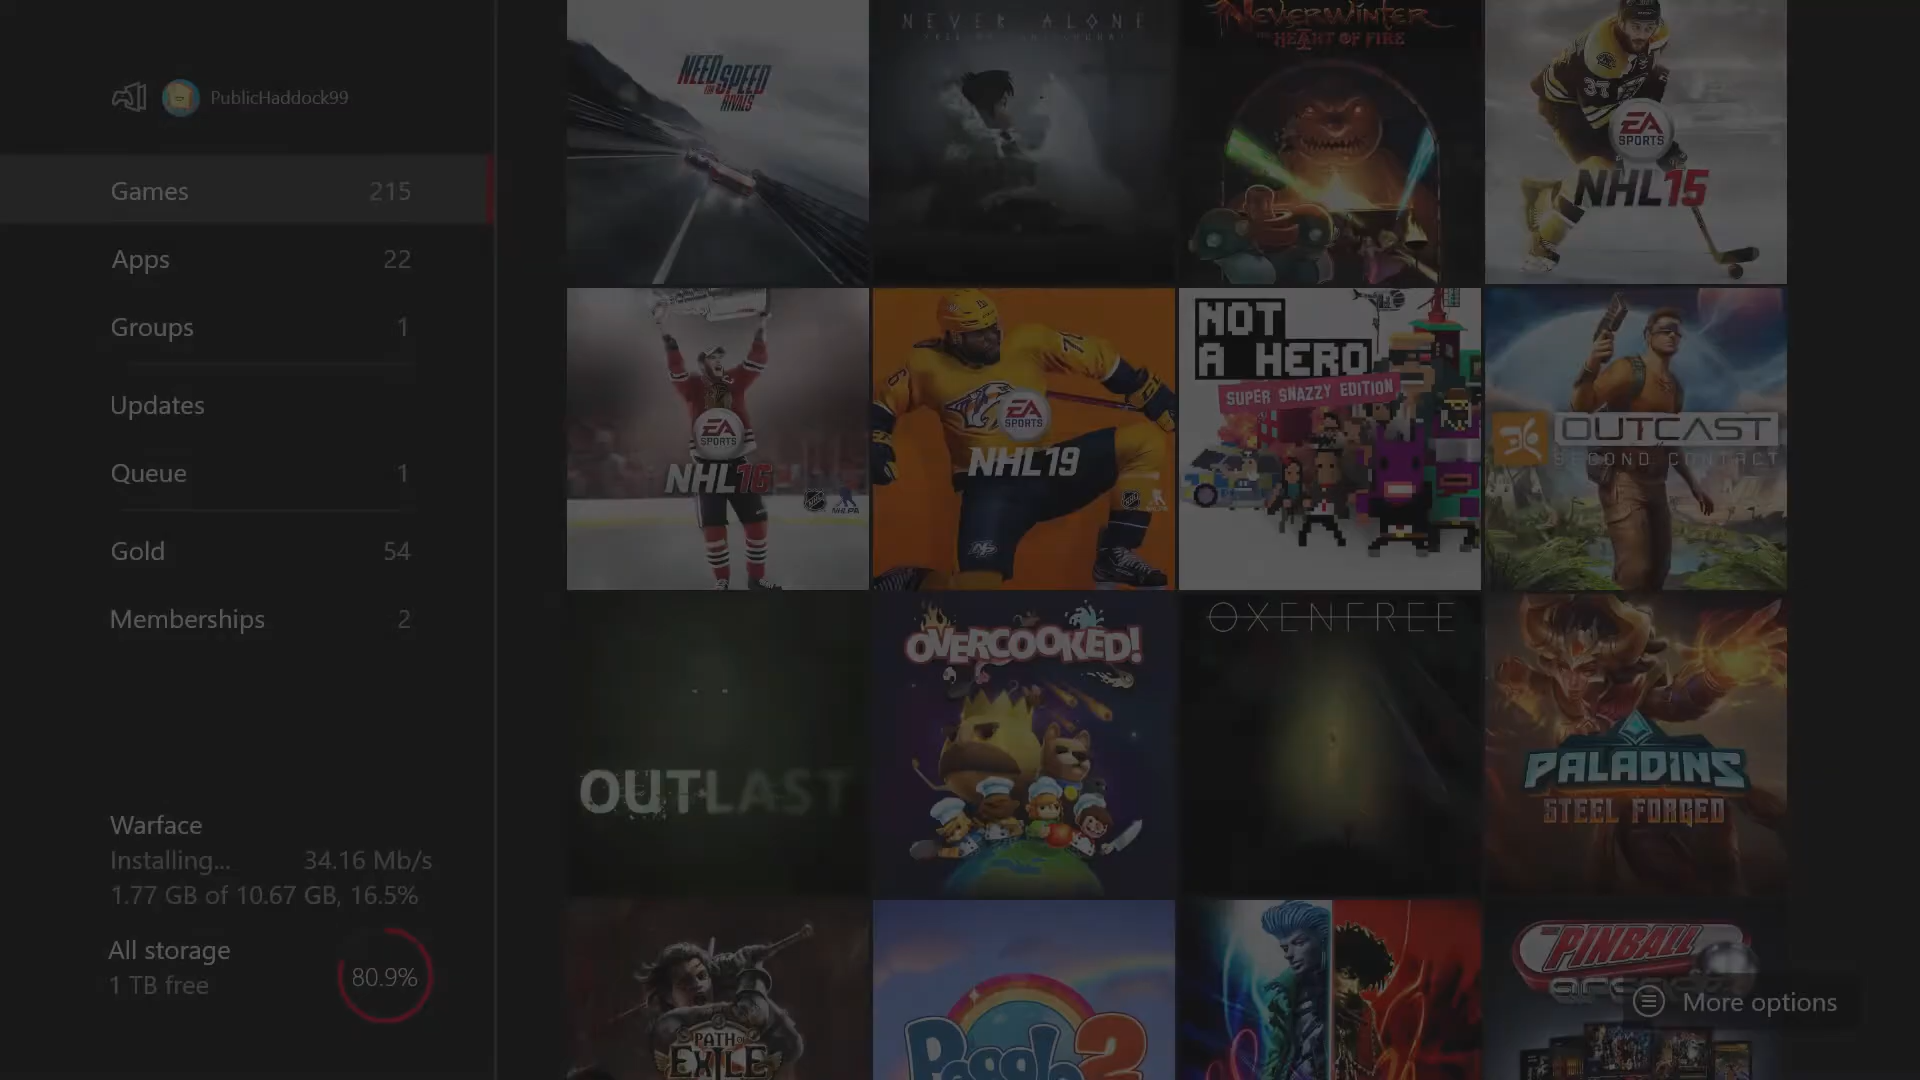 PublicHaddock99
Games 215
Apps 22
Groups 1
Updates
Queue 1
Gold 54
Memberships 2
Warface
Installing... 34.16 Mb/s
1.77 GB of 10.67 GB, 16.5%
All storage
1 TB free
80.9%
NEED FOR SPEED
RIVALS
NEVER ALONE
NEVERWINTER
THE HEART OF FIRE
37
EA
SPORTS
NHL 15
EA
SPORTS
NHL 16
NHLPA
EA
SPORTS
NHL 19
NOT
A HERO
SUPER SNAZZY EDITION
OUTCAST
SECOND CONTACT
OUTLAST
OVERCOOKED!
OXENFREE
PALADINS
STEEL FORGED
PATH OF
EXILE
Peggle 2
THE PINBALL
arcade
More options